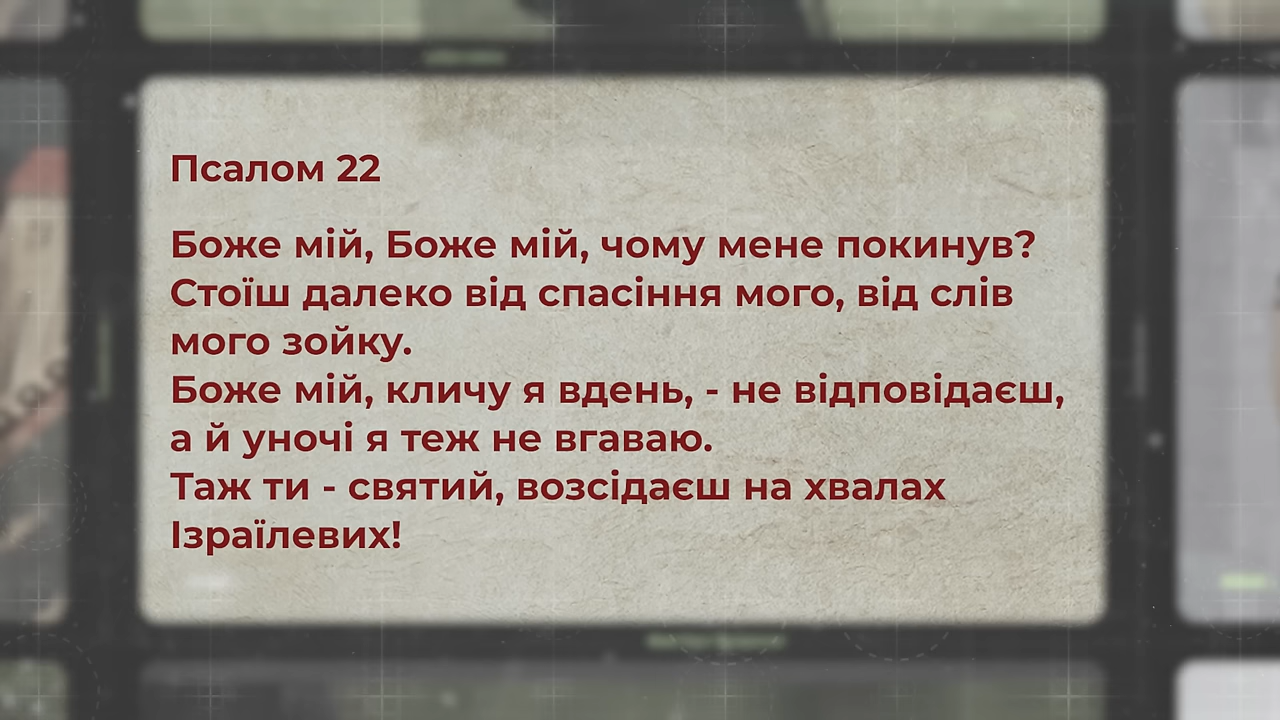 Псалом 22
Боже мій, Боже мій, чому мене покинув?
Стоїш далеко від спасіння мого, від слів
мого зойку.
Боже мій, кличу я вдень, - не відповідаєш,
а й уночі я теж не вгаваю.
Таж ти - святий, возсідаєш на хвалах
Ізраїлевих!